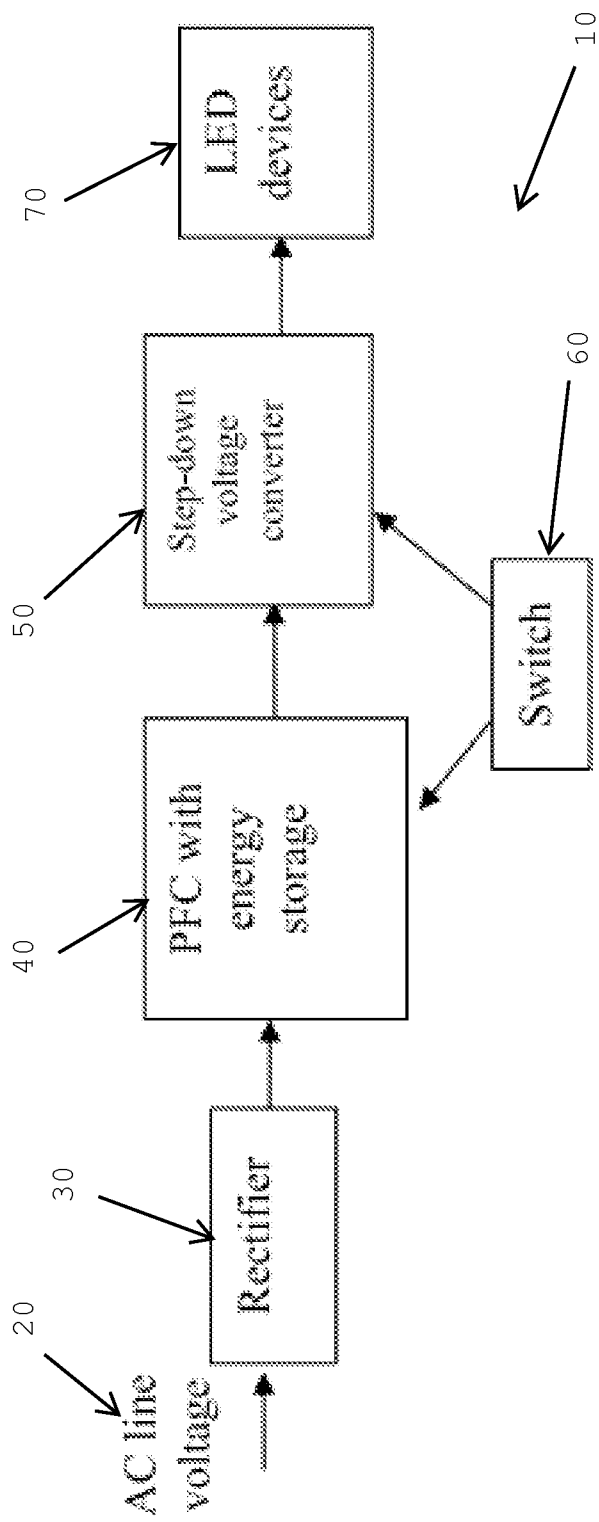 20
AC line
voltage
30
Rectifier
40
PFC with
energy
storage
50
Step-down
voltage
converter
60
Switch
70
LED
devices
10